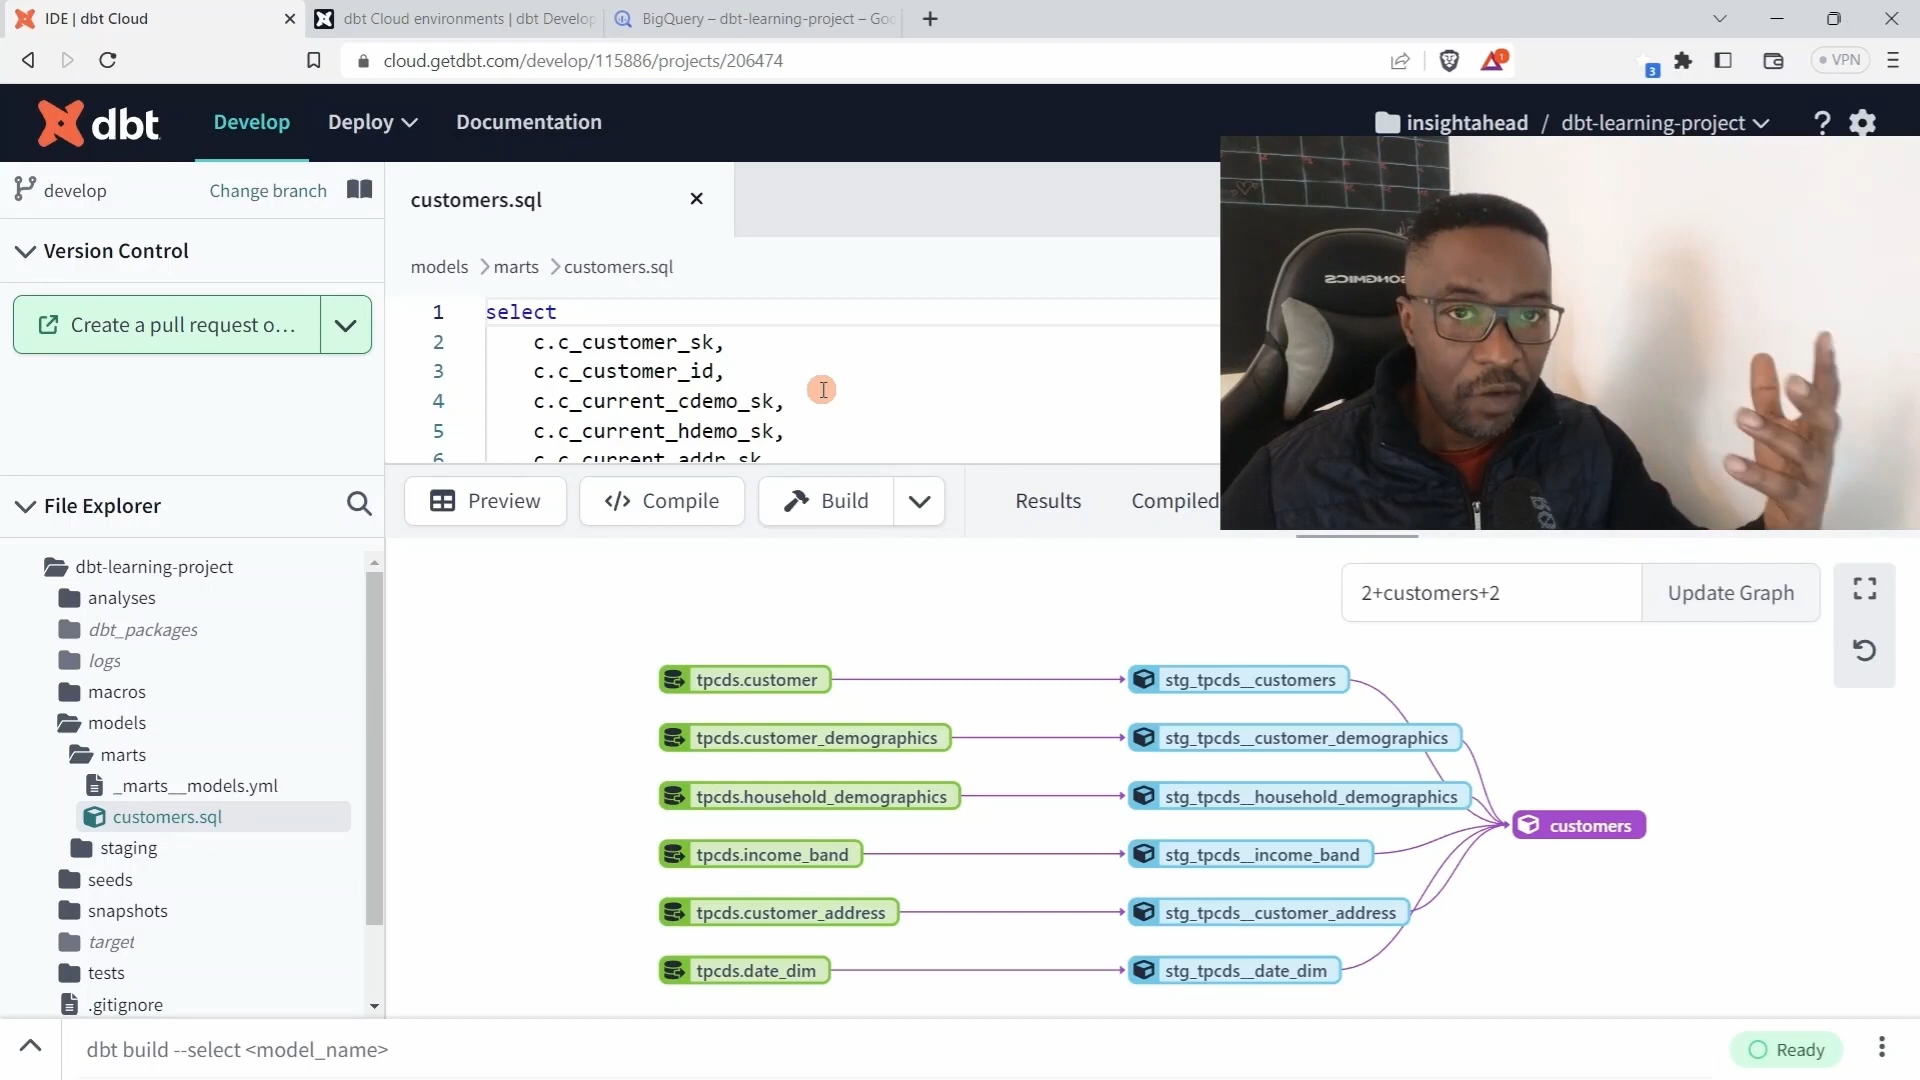 IDE | dbt Cloud
dbt Cloud environments | dbt Develop
BigQuery – dbt-learning-project – Goo
cloud.getdbt.com/develop/115886/projects/206474
1
3
VPN
dbt
Develop
Deploy
Documentation
insightahead / dbt-learning-project
?
develop
Change branch
Version Control
Create a pull request o...
customers.sql
models > marts > customers.sql
1 select
2 c.c_customer_sk,
3 c.c_customer_id,
4 c.c_current_cdemo_sk,
5 c.c_current_hdemo_sk,
6 c.c_current_addr_sk
SONGMICS
Preview
</> Compile
Build
Results
Compiled
File Explorer
dbt-learning-project
analyses
dbt_packages
logs
macros
models
marts
_marts__models.yml
customers.sql
staging
seeds
snapshots
target
tests
.gitignore
2+customers+2
Update Graph
tpcds.customer
stg_tpcds__customers
tpcds.customer_demographics
stg_tpcds__customer_demographics
tpcds.household_demographics
stg_tpcds__household_demographics
customers
tpcds.income_band
stg_tpcds__income_band
tpcds.customer_address
stg_tpcds__customer_address
tpcds.date_dim
stg_tpcds__date_dim
dbt build --select <model_name>
Ready